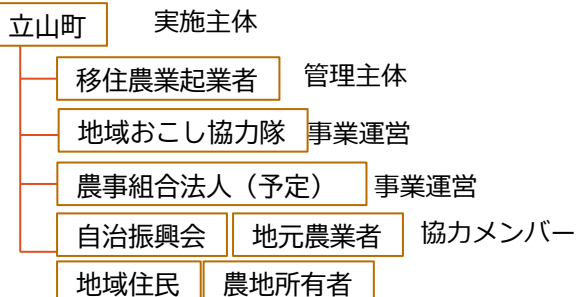 立山町 実施主体
移住農業起業者 管理主体
地域おこし協力隊 事業運営
農事組合法人（予定） 事業運営
自治振興会 地元農業者 協力メンバー
地域住民 農地所有者